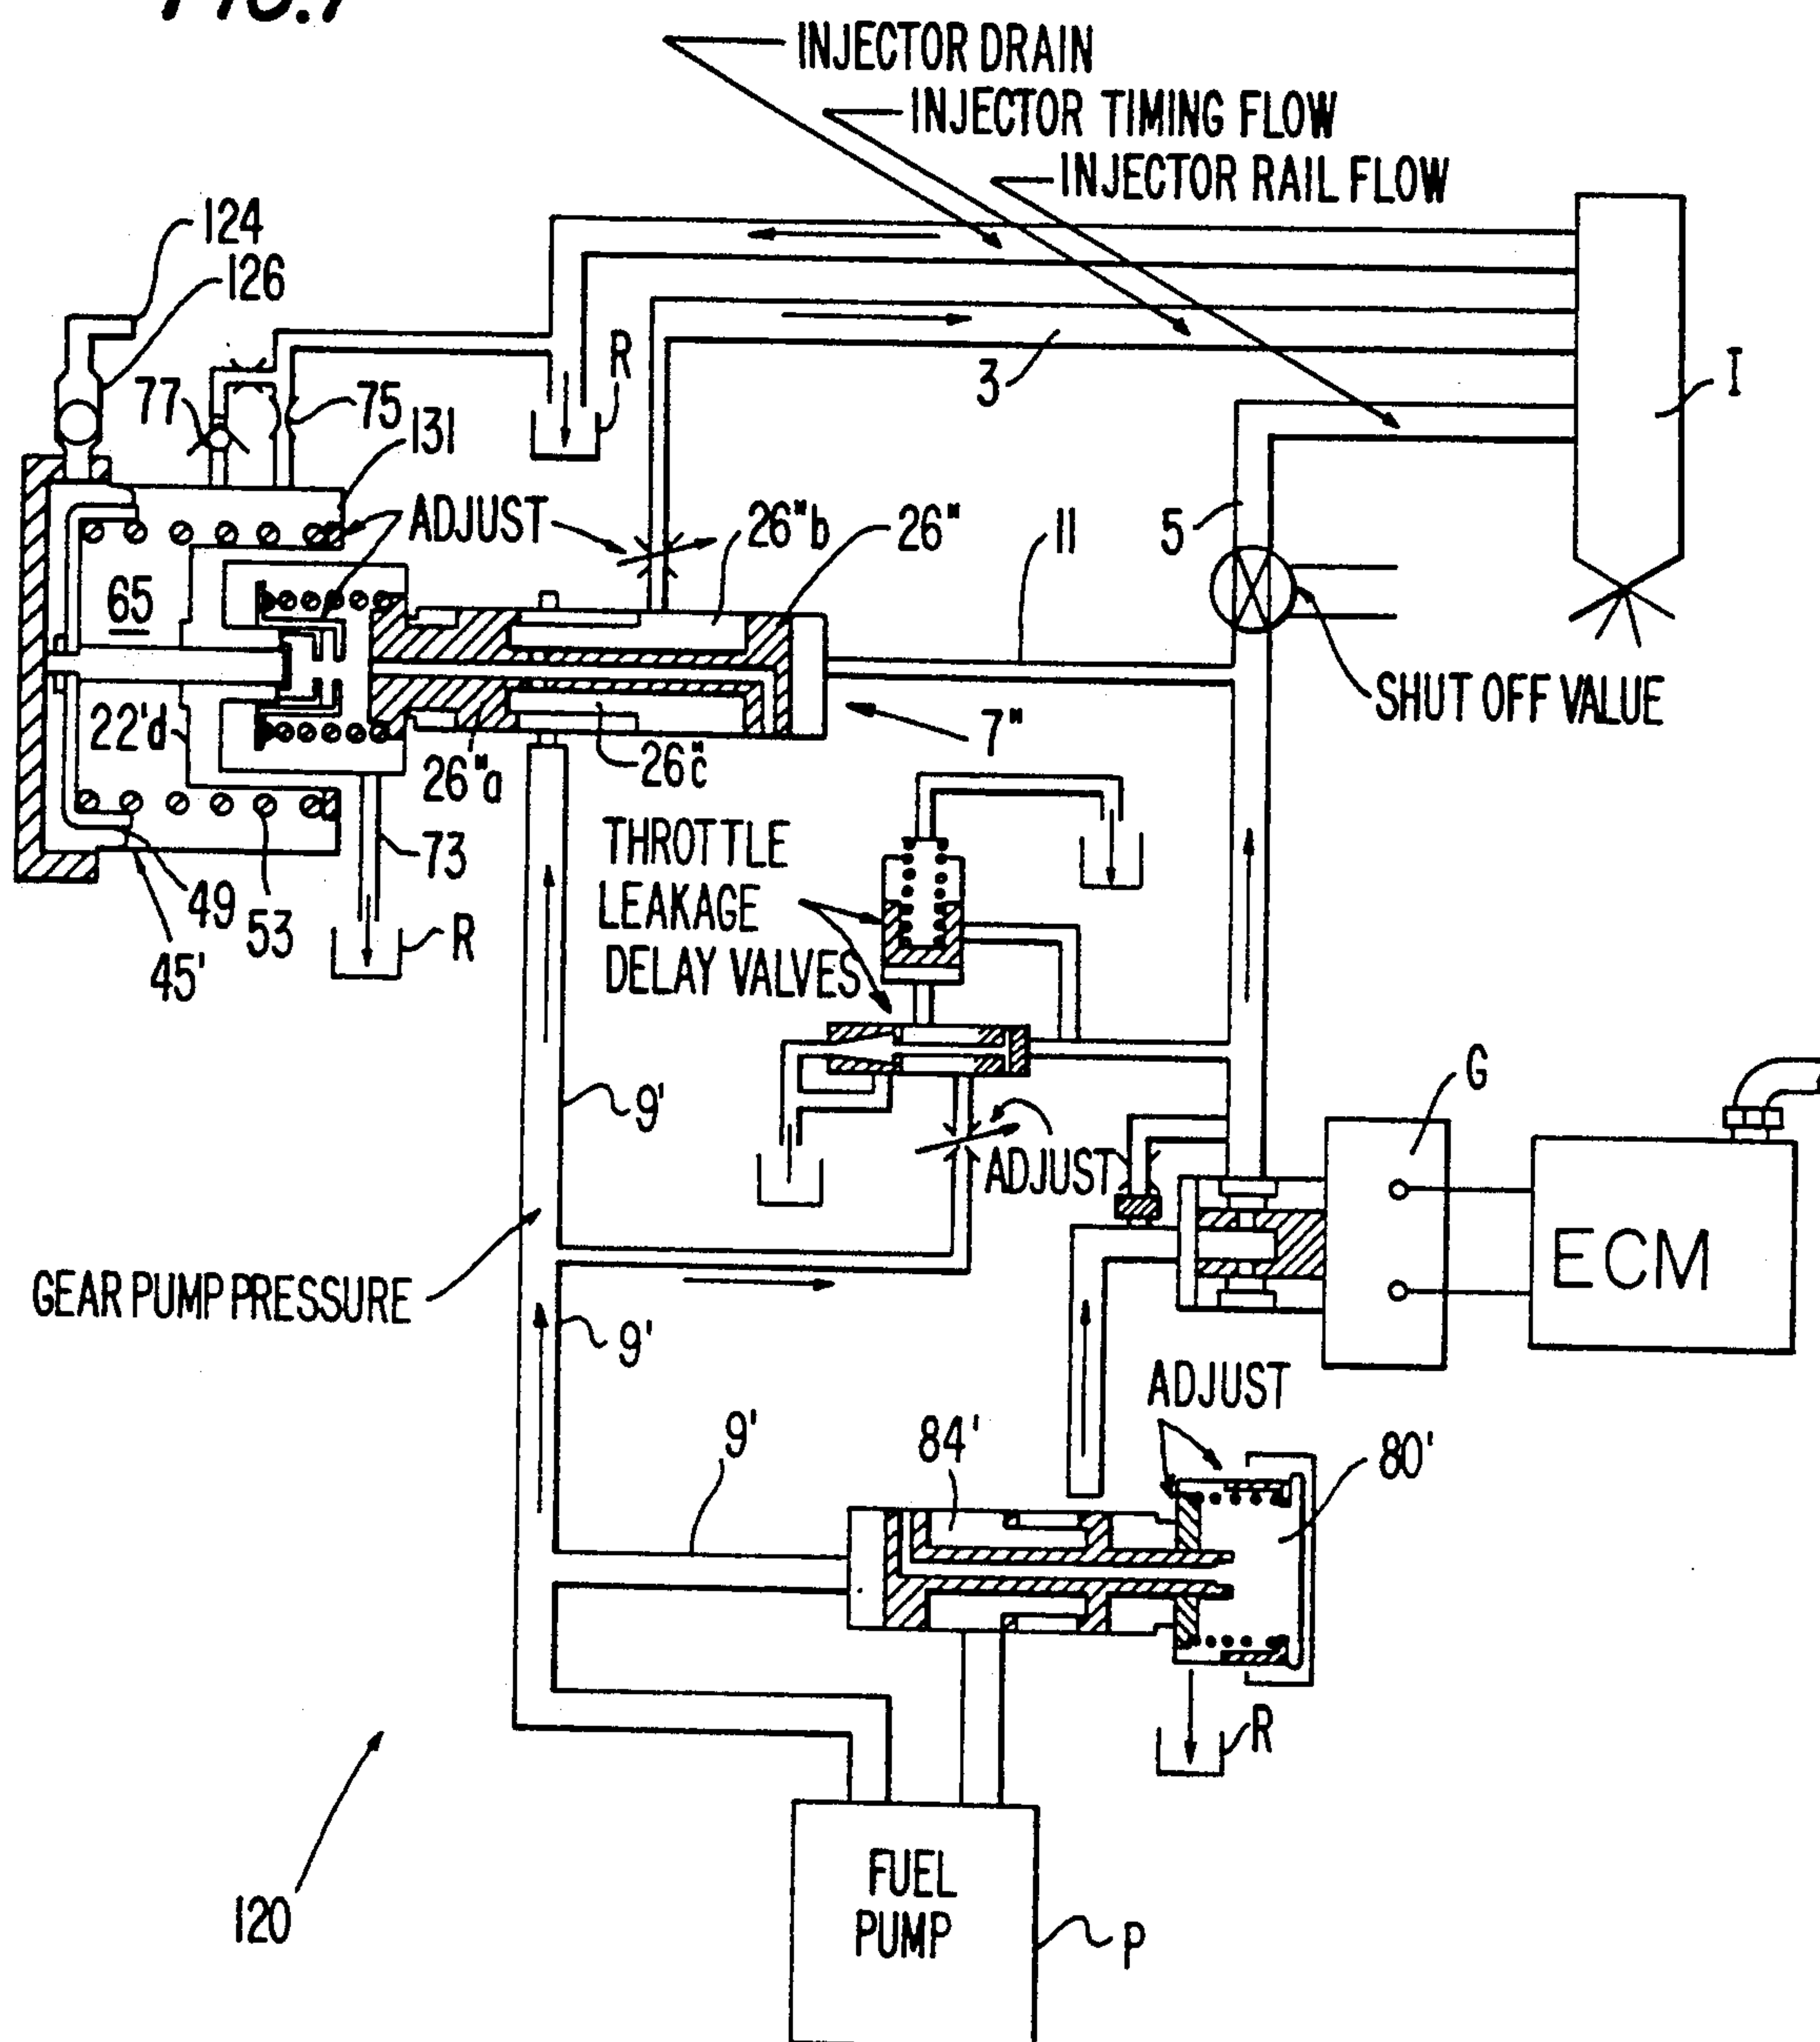 FIG.7
INJECTOR DRAIN
INJECTOR TIMING FLOW
INJECTOR RAIL FLOW
124
126
77
75
131
R
3
I
ADJUST
26"b
26"
11
5
65
22'd
26"a
26"c
7"
SHUT OFF VALUE
73
49
53
45'
R
THROTTLE
LEAKAGE
DELAY VALVES
9'
G
ADJUST
ECM
GEAR PUMP PRESSURE
9'
ADJUST
9'
84'
80'
R
120
FUEL
PUMP
P